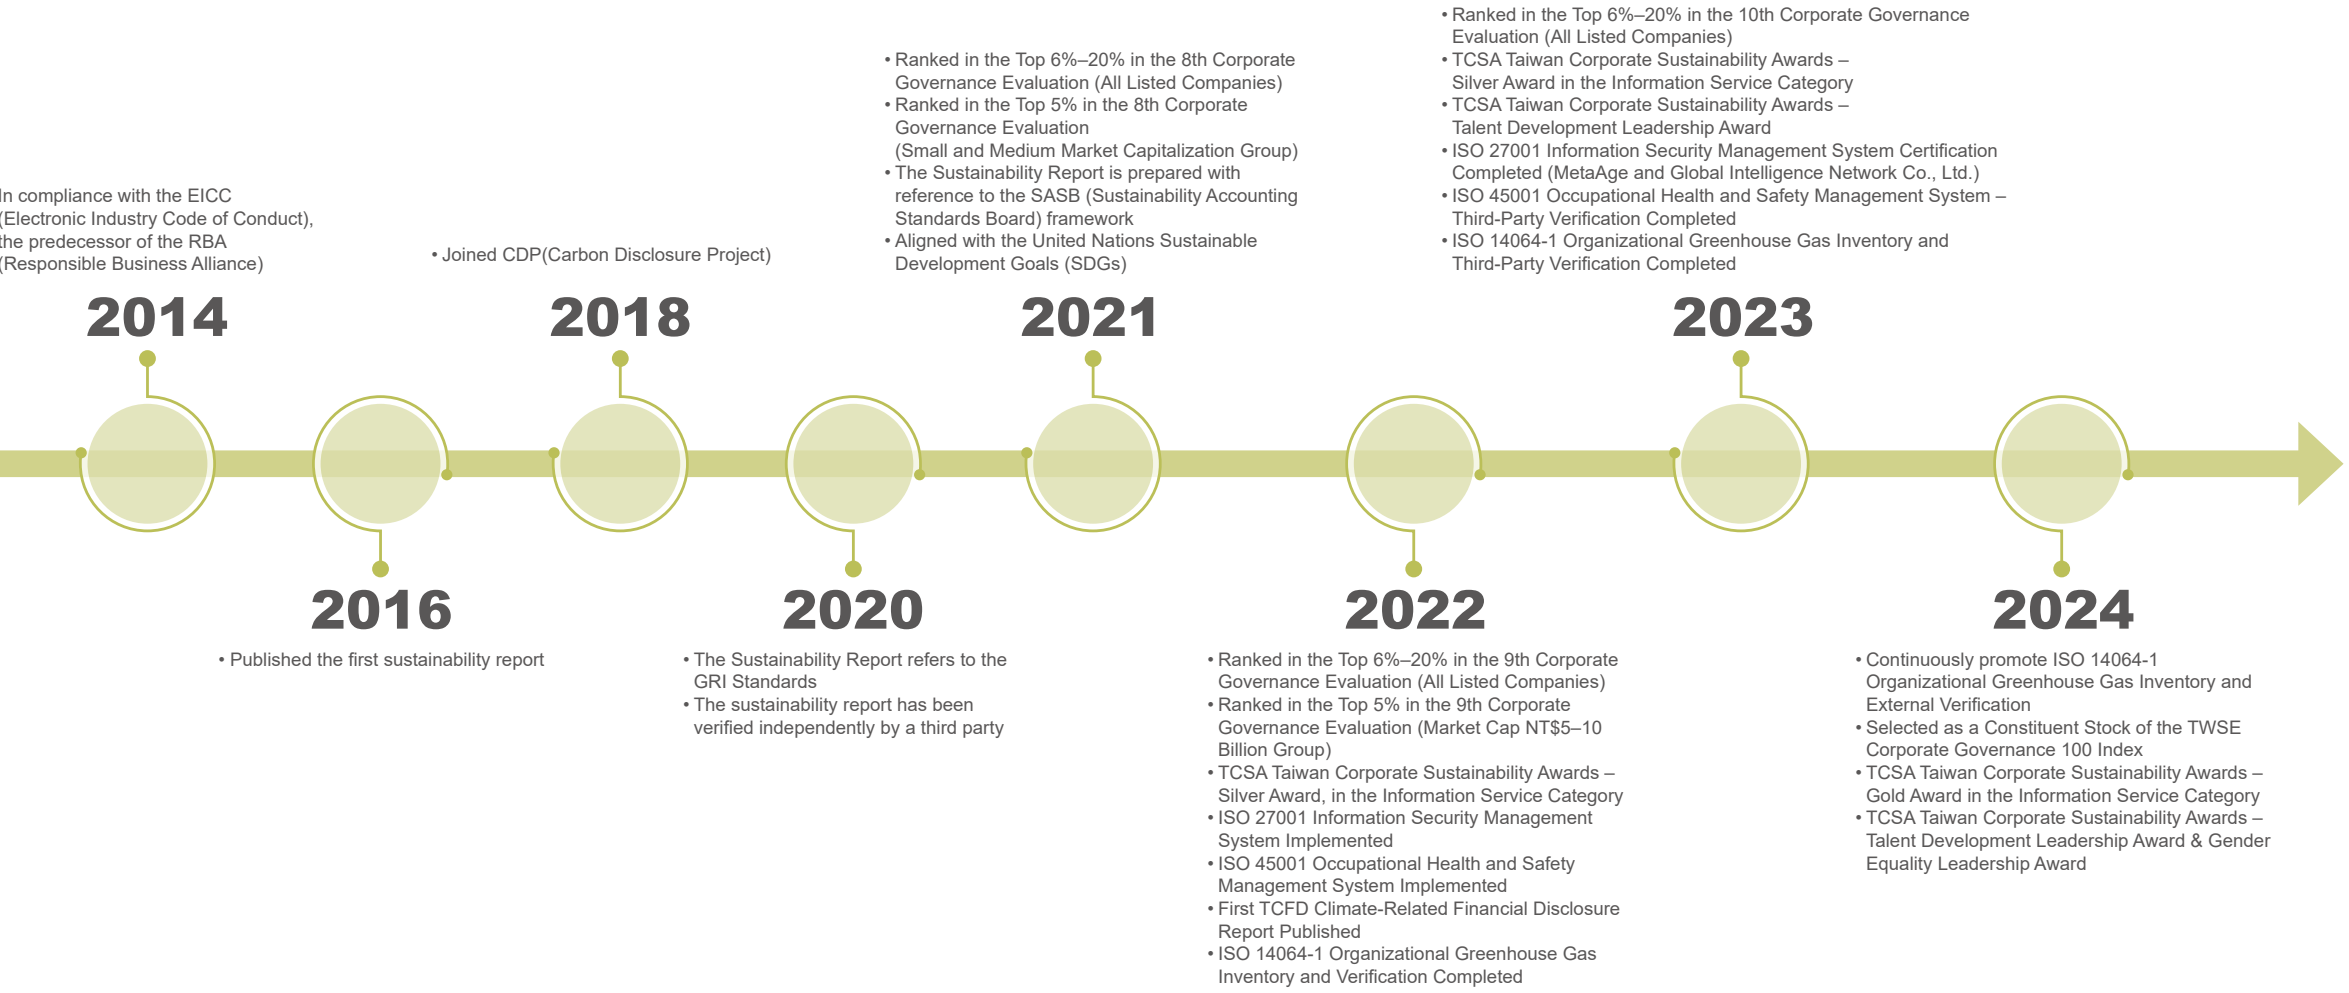 In compliance with the EICC
(Electronic Industry Code of Conduct),
the predecessor of the RBA
(Responsible Business Alliance)
2014
• Published the first sustainability report
2016
• Joined CDP(Carbon Disclosure Project)
2018
2020
• The Sustainability Report refers to the
GRI Standards
• The sustainability report has been
verified independently by a third party
• Ranked in the Top 6%–20% in the 8th Corporate
Governance Evaluation (All Listed Companies)
• Ranked in the Top 5% in the 8th Corporate
Governance Evaluation
(Small and Medium Market Capitalization Group)
• The Sustainability Report is prepared with
reference to the SASB (Sustainability Accounting
Standards Board) framework
• Aligned with the United Nations Sustainable
Development Goals (SDGs)
2021
2022
• Ranked in the Top 6%–20% in the 9th Corporate
Governance Evaluation (All Listed Companies)
• Ranked in the Top 5% in the 9th Corporate
Governance Evaluation (Market Cap NT$5–10
Billion Group)
• TCSA Taiwan Corporate Sustainability Awards –
Silver Award, in the Information Service Category
• ISO 27001 Information Security Management
System Implemented
• ISO 45001 Occupational Health and Safety
Management System Implemented
• First TCFD Climate-Related Financial Disclosure
Report Published
• ISO 14064-1 Organizational Greenhouse Gas
Inventory and Verification Completed
• Ranked in the Top 6%–20% in the 10th Corporate Governance
Evaluation (All Listed Companies)
• TCSA Taiwan Corporate Sustainability Awards –
Silver Award in the Information Service Category
• TCSA Taiwan Corporate Sustainability Awards –
Talent Development Leadership Award
• ISO 27001 Information Security Management System Certification
Completed (MetaAge and Global Intelligence Network Co., Ltd.)
• ISO 45001 Occupational Health and Safety Management System –
Third-Party Verification Completed
• ISO 14064-1 Organizational Greenhouse Gas Inventory and
Third-Party Verification Completed
2023
2024
• Continuously promote ISO 14064-1
Organizational Greenhouse Gas Inventory and
External Verification
• Selected as a Constituent Stock of the TWSE
Corporate Governance 100 Index
• TCSA Taiwan Corporate Sustainability Awards –
Gold Award in the Information Service Category
• TCSA Taiwan Corporate Sustainability Awards –
Talent Development Leadership Award & Gender
Equality Leadership Award